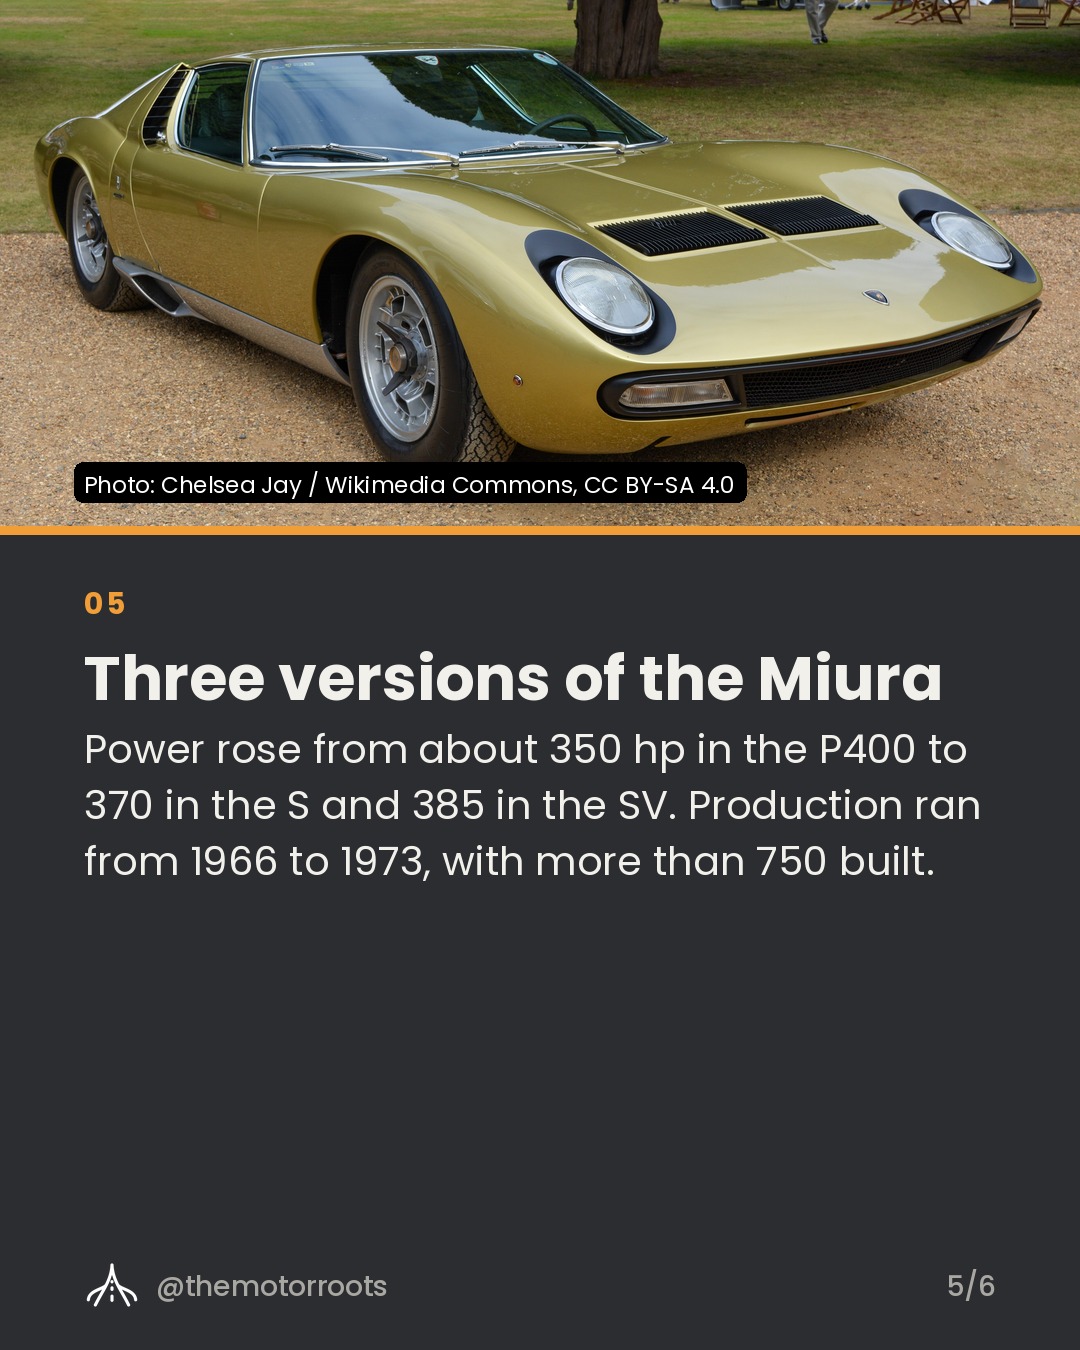 Photo: Chelsea Jay / Wikimedia Commons, CC BY-SA 4.0
05
Three versions of the Miura
Power rose from about 350 hp in the P400 to
370 in the S and 385 in the SV. Production ran
from 1966 to 1973, with more than 750 built.
@themotorroots
5/6